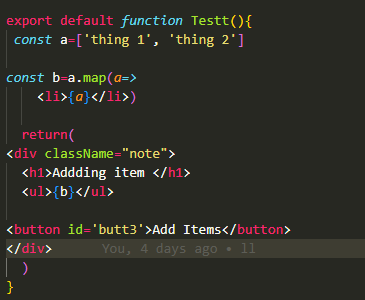 export default function Testt(){
const a=['thing 1', 'thing 2']
const b=a.map(a=>
<li>{a}</li>)
return(
<div className="note">
<h1>Addding item </h1>
<ul>{b}</ul>
<button id='butt3'>Add Items</button>
</div> You, 4 days ago • ll
)
}